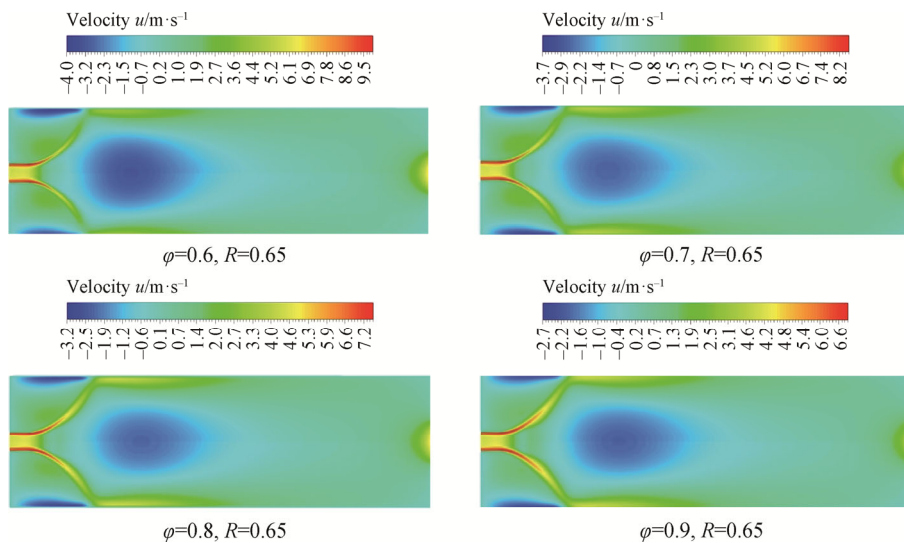 Velocity u/m·s⁻¹
−4.0 −3.2 −2.3 −1.5 −0.7 0.2 1.0 1.9 2.7 3.6 4.4 5.2 6.1 6.9 7.8 8.6 9.5
φ=0.6, R=0.65
Velocity u/m·s⁻¹
−3.7 −2.9 −2.2 −1.4 −0.7 0 0.8 1.5 2.3 3.0 3.7 4.5 5.2 6.0 6.7 7.4 8.2
φ=0.7, R=0.65
Velocity u/m·s⁻¹
−3.2 −2.5 −1.9 −1.2 −0.6 0.1 0.7 1.4 2.0 2.7 3.3 4.0 4.6 5.3 5.9 6.6 7.2
φ=0.8, R=0.65
Velocity u/m·s⁻¹
−2.7 −2.2 −1.6 −1.0 −0.4 0.2 0.7 1.3 1.9 2.5 3.1 3.6 4.2 4.8 5.4 6.0 6.6
φ=0.9, R=0.65